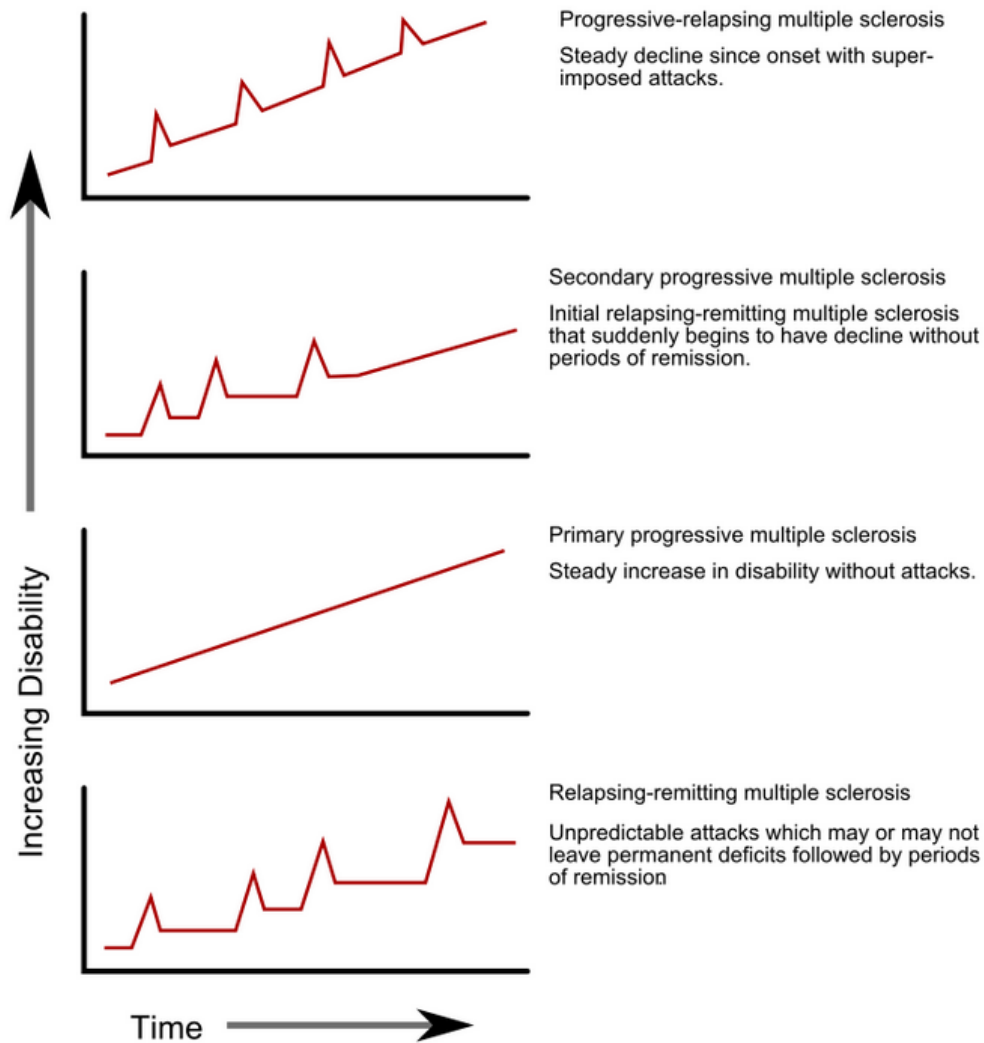 Progressive-relapsing multiple sclerosis
Steady decline since onset with super-
imposed attacks.
Secondary progressive multiple sclerosis
Initial relapsing-remitting multiple sclerosis
that suddenly begins to have decline without
periods of remission.
Primary progressive multiple sclerosis
Steady increase in disability without attacks.
Relapsing-remitting multiple sclerosis
Unpredictable attacks which may or may not
leave permanent deficits followed by periods
of remission
Increasing Disability
Time